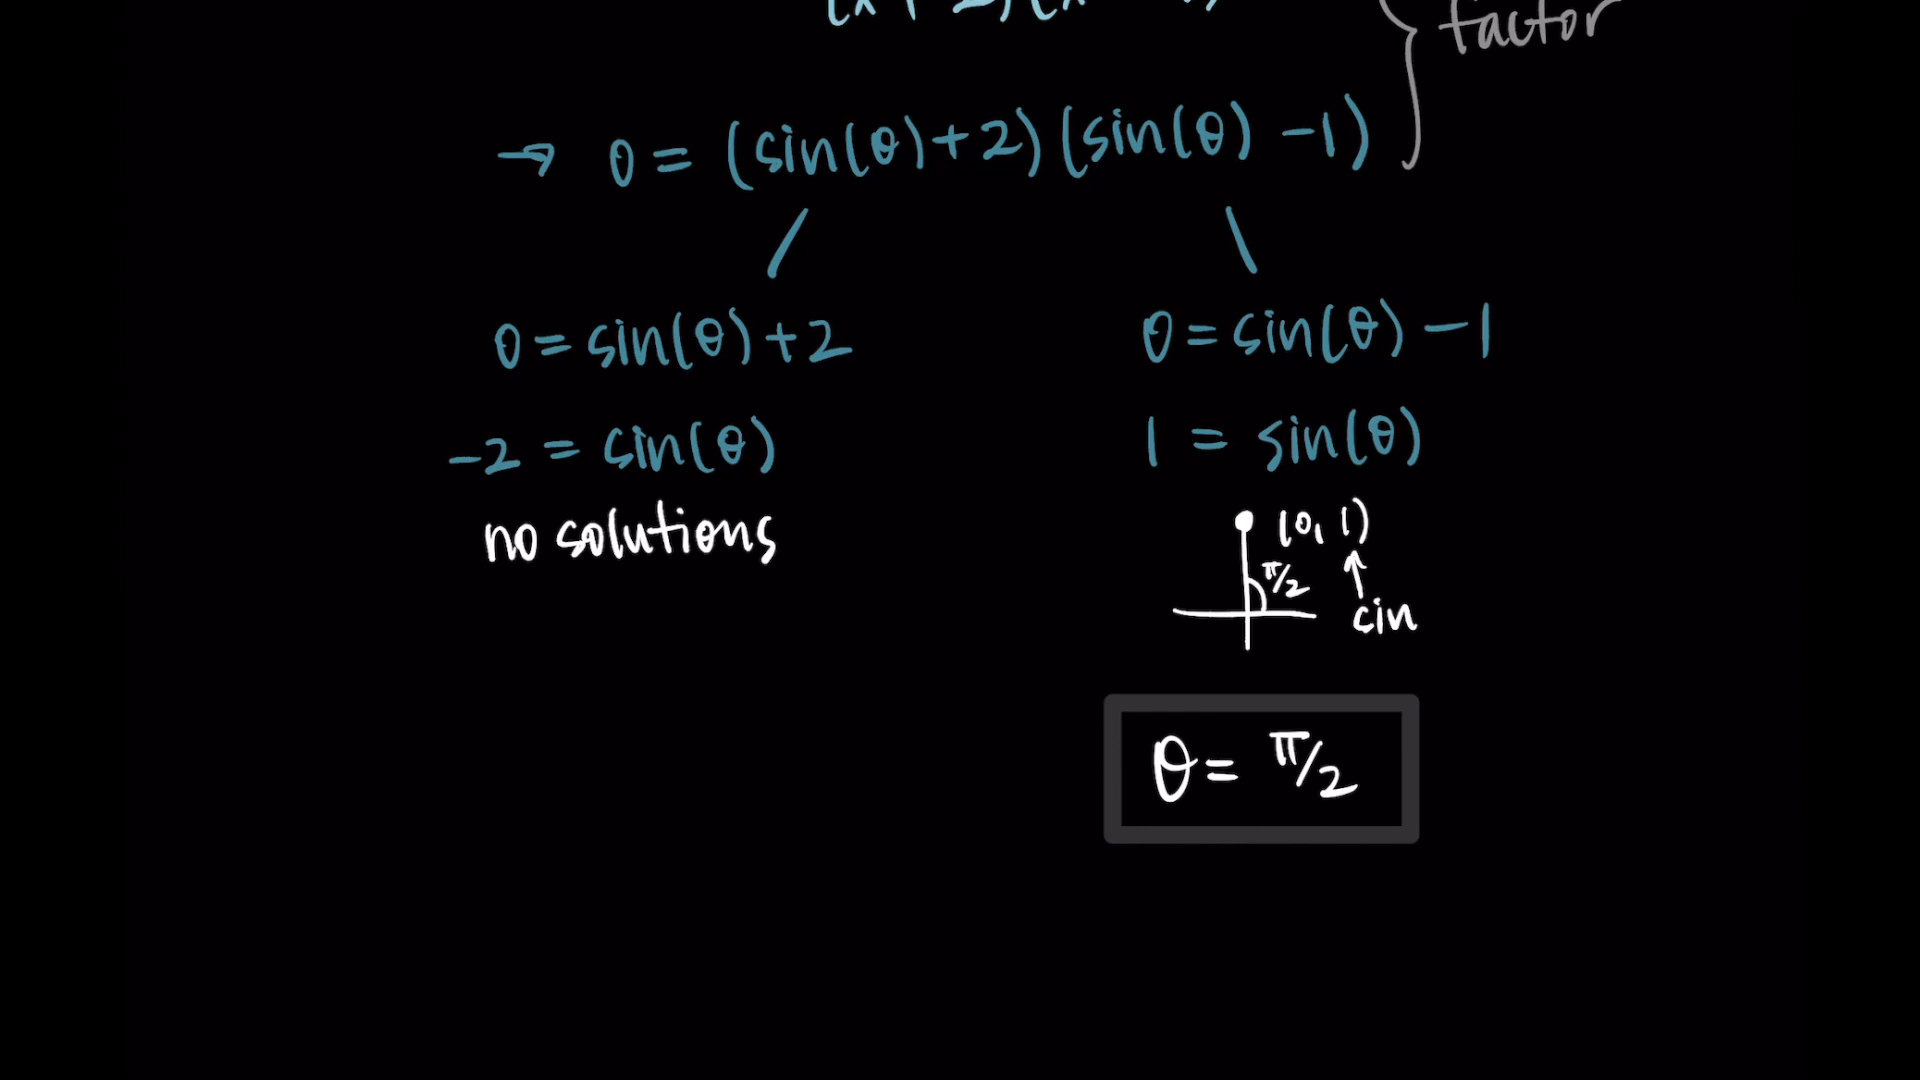 factor
→ 0 = (sin(θ)+2)(sin(θ) -1)
0 = sin(θ)+2
0 = sin(θ) -1
-2 = sin(θ)
1 = sin(θ)
no solutions
(0, 1)
π/2
sin
θ = π/2